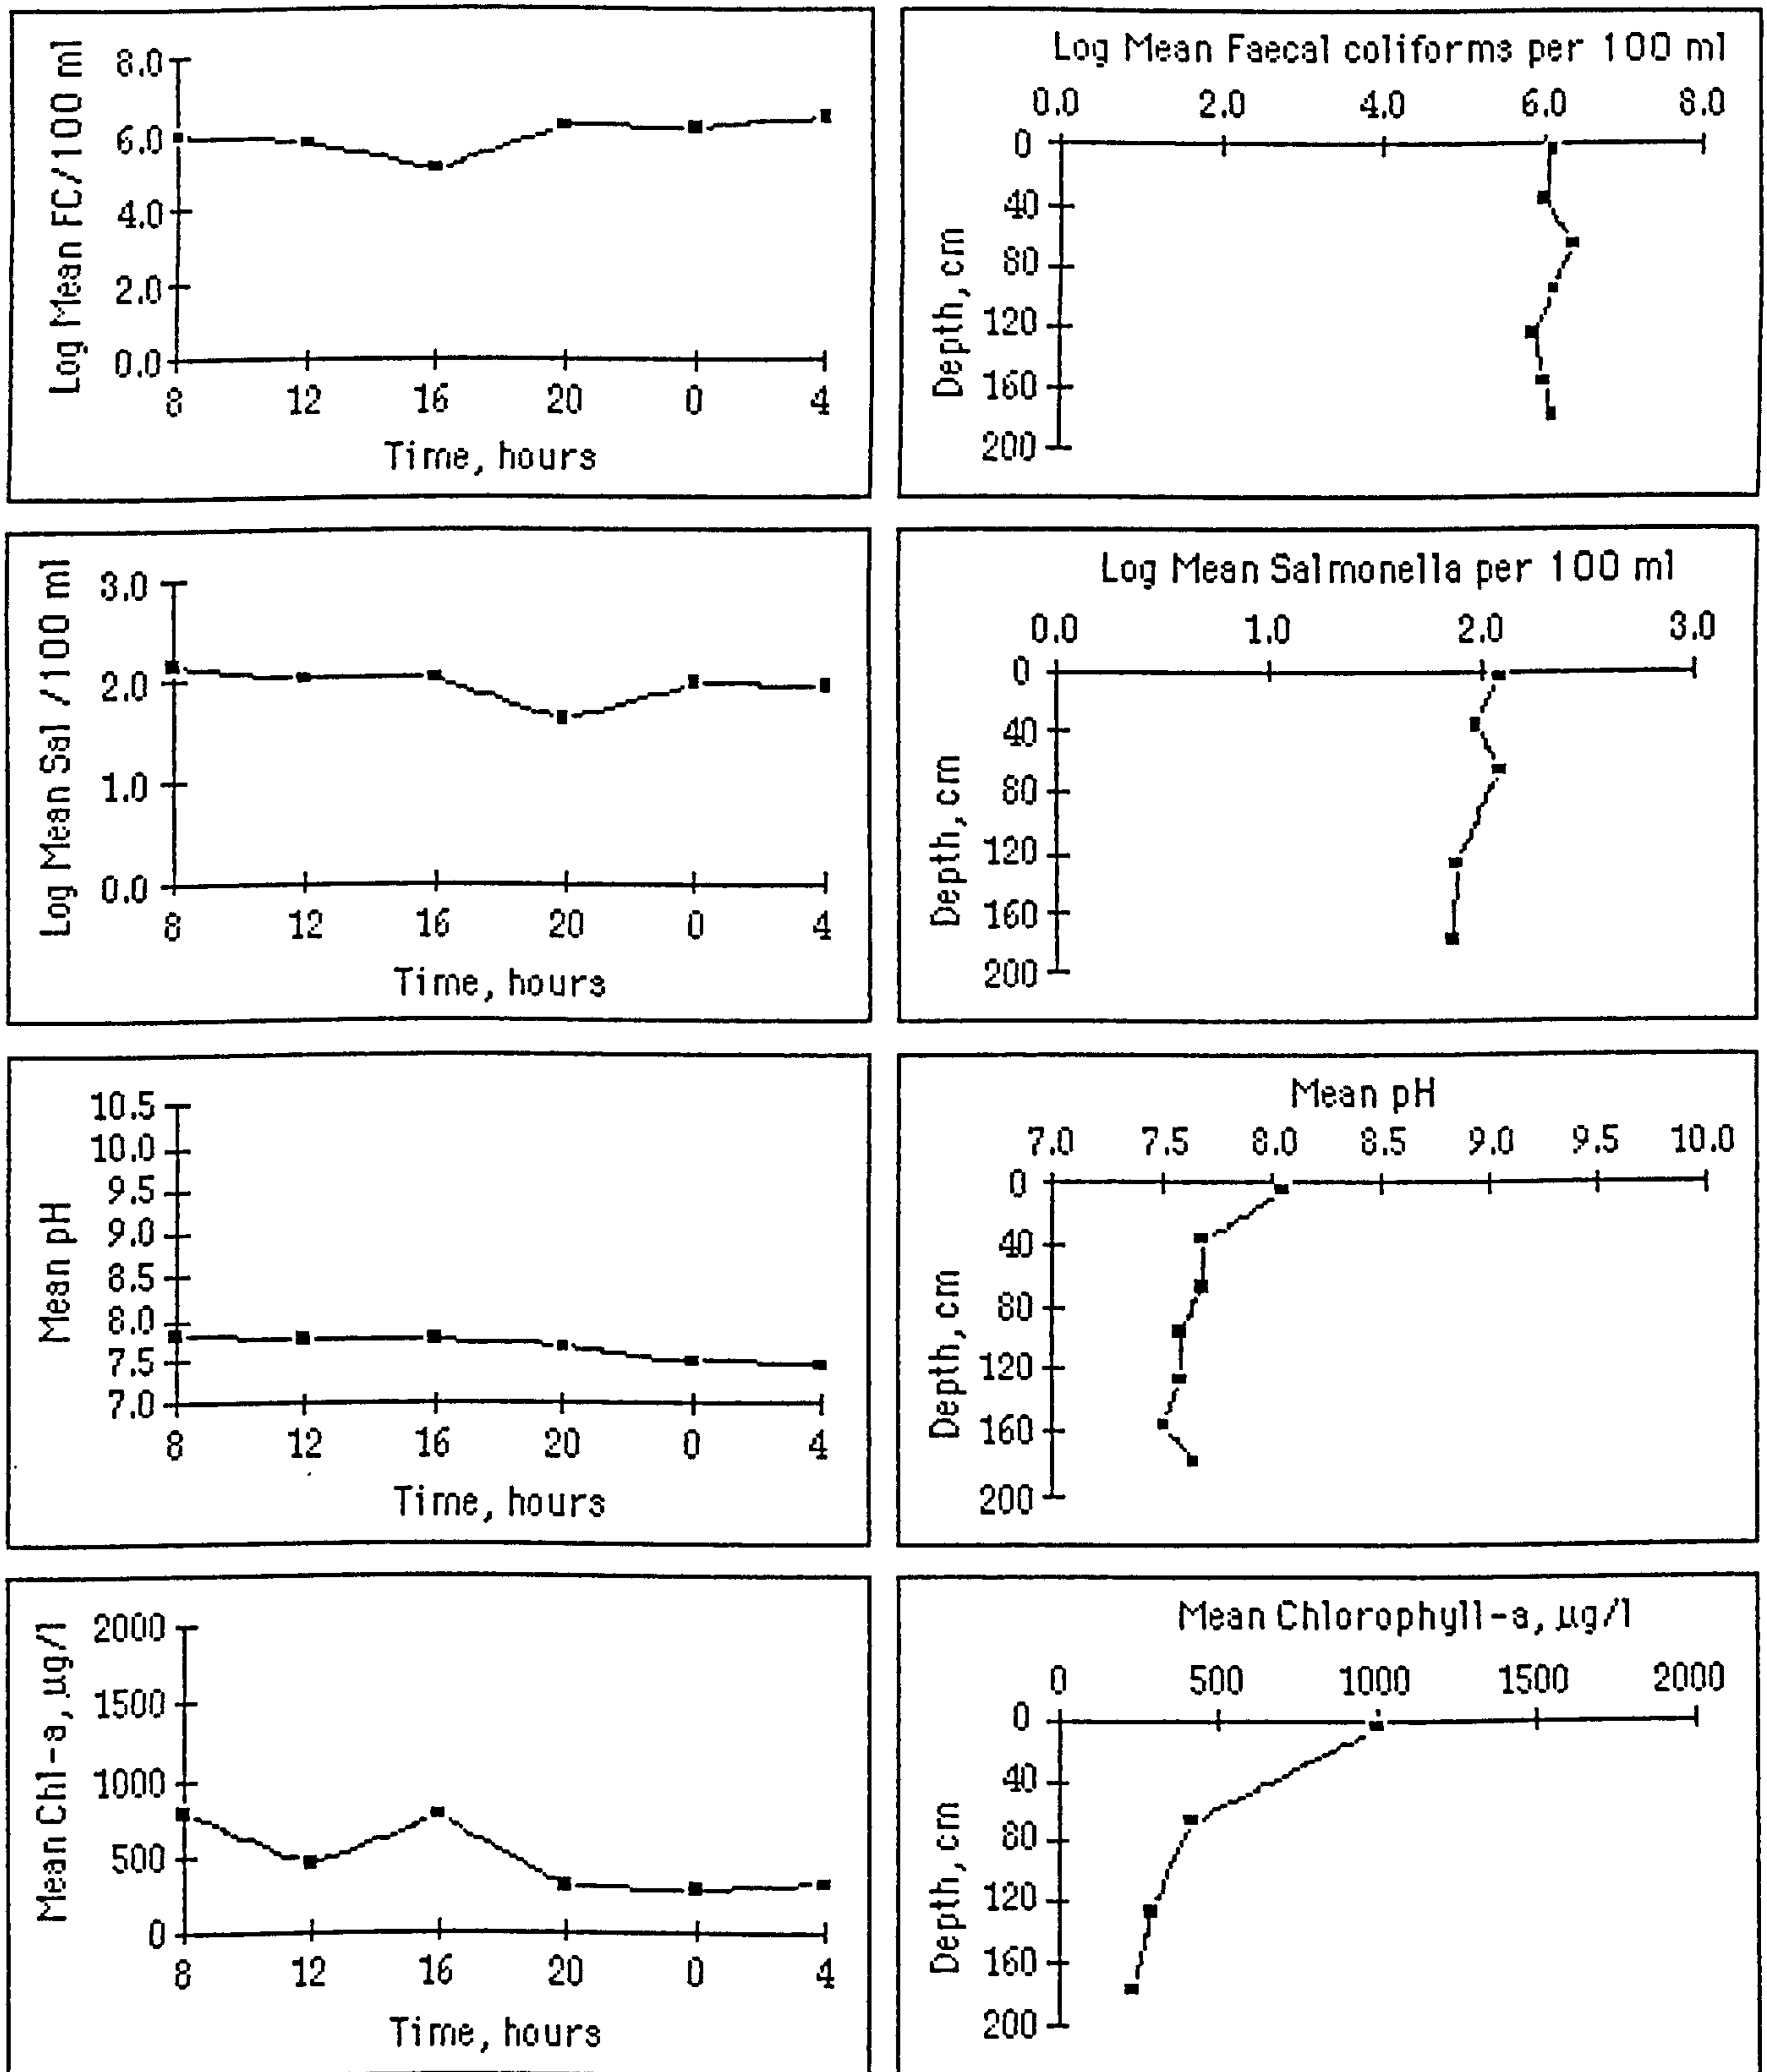 Log Mean FC/100 ml
8.0
6.0
4.0
2.0
0.0
8 12 16 20 0 4
Time, hours
Log Mean Faecal coliforms per 100 ml
0.0 2.0 4.0 6.0 8.0
Depth, cm
0
40
80
120
160
200
Log Mean Sal /100 ml
3.0
2.0
1.0
0.0
8 12 16 20 0 4
Time, hours
Log Mean Salmonella per 100 ml
0.0 1.0 2.0 3.0
Depth, cm
0
40
80
120
160
200
Mean pH
10.5
10.0
9.5
9.0
8.5
8.0
7.5
7.0
8 12 16 20 0 4
Time, hours
Mean pH
7.0 7.5 8.0 8.5 9.0 9.5 10.0
Depth, cm
0
40
80
120
160
200
Mean Chl-a, µg/l
2000
1500
1000
500
0
8 12 16 20 0 4
Time, hours
Mean Chlorophyll-a, µg/l
0 500 1000 1500 2000
Depth, cm
0
40
80
120
160
200